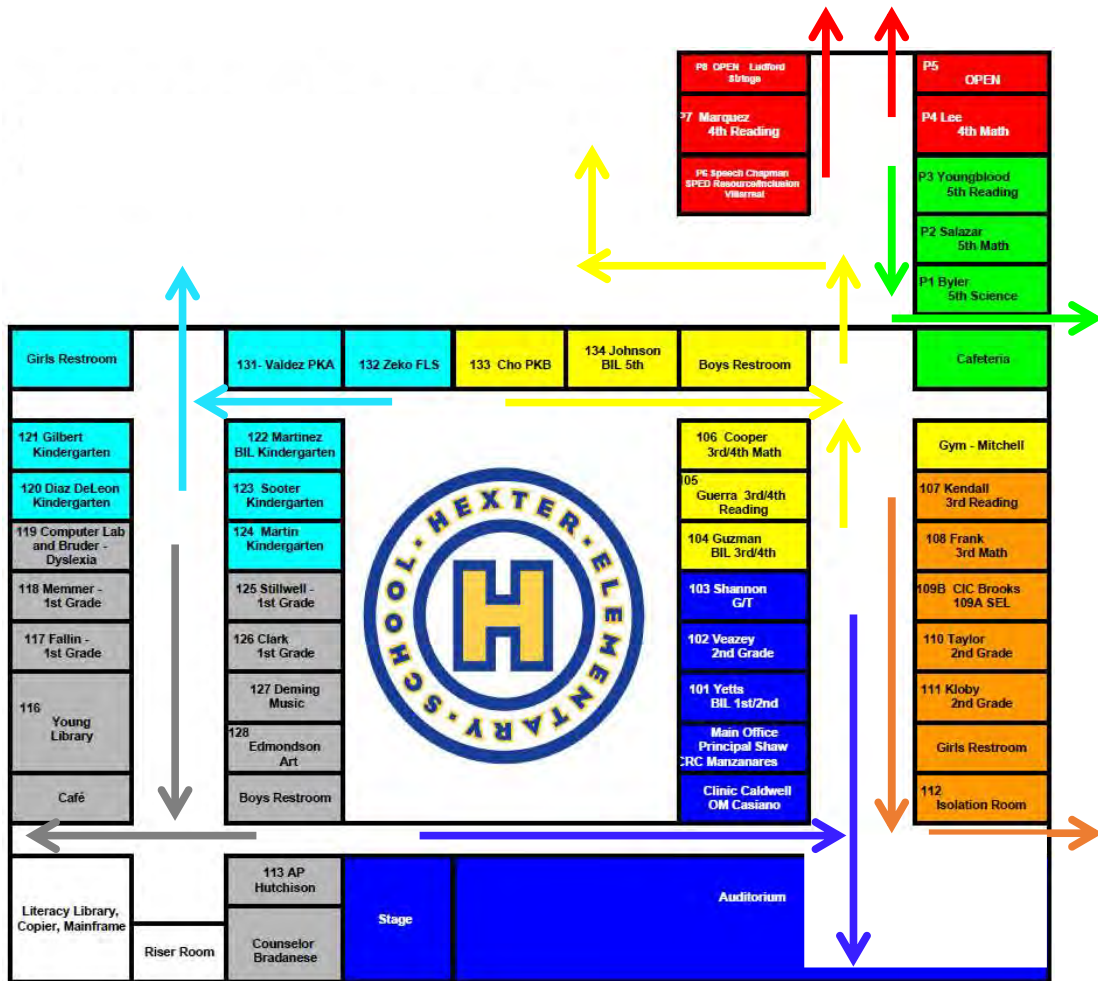 P8 OPEN Ludford
Strings
P7 Marquez
4th Reading
P6 Speech Chapman
SPED Resource/Inclusion
Villarreal
P5
OPEN
P4 Lee
4th Math
P3 Youngblood
5th Reading
P2 Salazar
5th Math
P1 Byler
5th Science
Girls Restroom
131- Valdez PKA
132 Zeko FLS
133 Cho PKB
134 Johnson
BIL 5th
Boys Restroom
Cafeteria
121 Gilbert
Kindergarten
120 Diaz DeLeon
Kindergarten
119 Computer Lab
and Bruder -
Dyslexia
118 Memmer -
1st Grade
117 Fallin -
1st Grade
116
Young
Library
Café
122 Martinez
BIL Kindergarten
123 Sooter
Kindergarten
124 Martin
Kindergarten
125 Stillwell -
1st Grade
126 Clark
1st Grade
127 Deming
Music
128
Edmondson
Art
Boys Restroom
HEXTER · ELEMENTARY · SCHOOL ·
H
106 Cooper
3rd/4th Math
105
Guerra 3rd/4th
Reading
104 Guzman
BIL 3rd/4th
103 Shannon
G/T
102 Veazey
2nd Grade
101 Yetts
BIL 1st/2nd
Main Office
Principal Shaw
CRC Manzanares
Clinic Caldwell
OM Casiano
Gym - Mitchell
107 Kendall
3rd Reading
108 Frank
3rd Math
109B CIC Brooks
109A SEL
110 Taylor
2nd Grade
111 Kloby
2nd Grade
Girls Restroom
112
Isolation Room
Literacy Library,
Copier, Mainframe
Riser Room
113 AP
Hutchison
Counselor
Bradanese
Stage
Auditorium